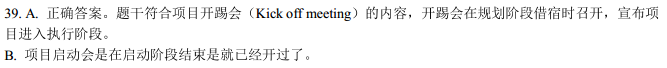 39. A. 正确答案。题干符合项目开踢会（Kick off meeting）的内容，开踢会在规划阶段借宿时召开，宣布项
目进入执行阶段。
B. 项目启动会是在启动阶段结束是就已经开过了。